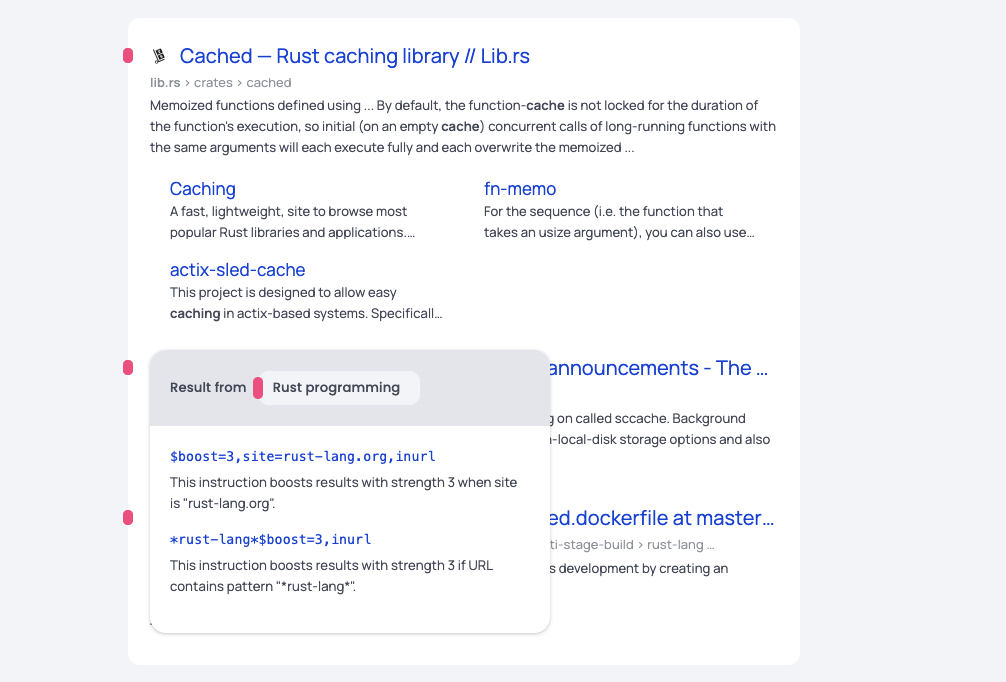 Cached — Rust caching library // Lib.rs
lib.rs › crates › cached
Memoized functions defined using ... By default, the function-cache is not locked for the duration of
the function's execution, so initial (on an empty cache) concurrent calls of long-running functions with
the same arguments will each execute fully and each overwrite the memoized ...
Caching
A fast, lightweight, site to browse most
popular Rust libraries and applications....
fn-memo
For the sequence (i.e. the function that
takes an usize argument), you can also use...
actix-sled-cache
This project is designed to allow easy
caching in actix-based systems. Specificall...
announcements - The ...
g on called sccache. Background
-local-disk storage options and also
Result from Rust programming
$boost=3,site=rust-lang.org,inurl
This instruction boosts results with strength 3 when site
is "rust-lang.org".
*rust-lang*$boost=3,inurl
This instruction boosts results with strength 3 if URL
contains pattern "*rust-lang*".
ed.dockerfile at master...
ti-stage-build › rust-lang ...
s development by creating an